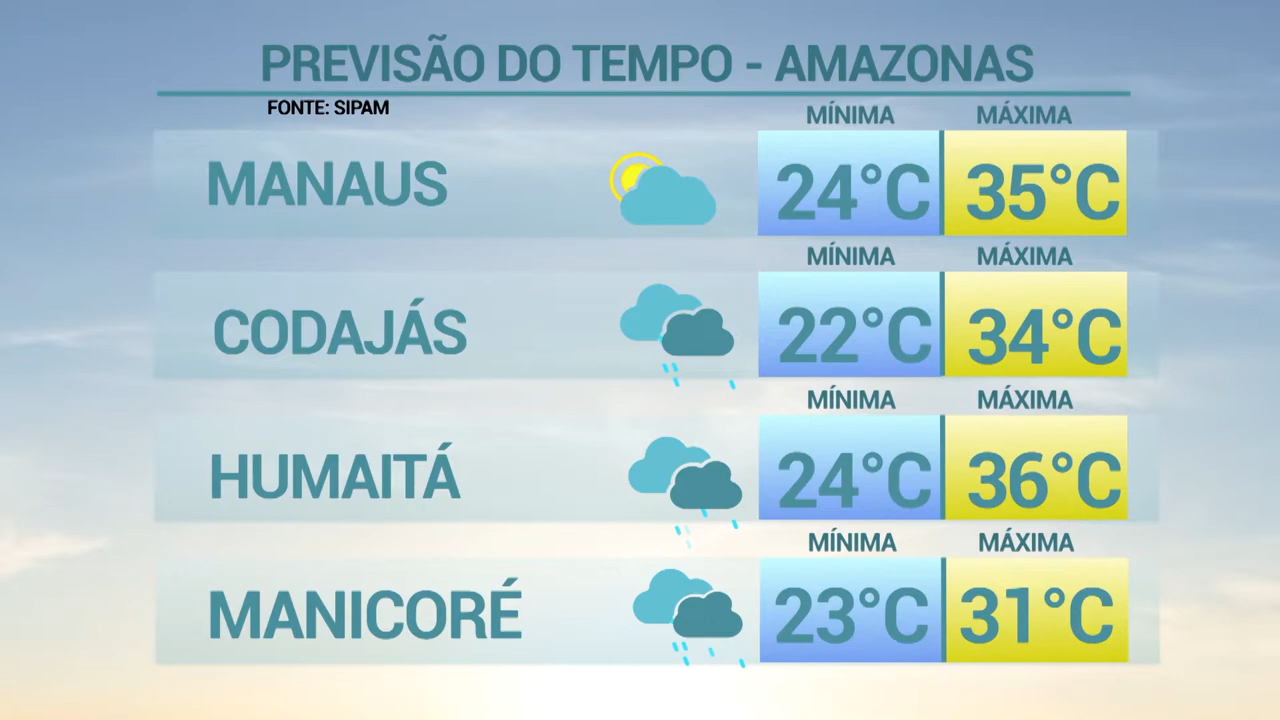 PREVISÃO DO TEMPO - AMAZONAS
FONTE: SIPAM
MÍNIMA MÁXIMA
MANAUS 24°C 35°C
MÍNIMA MÁXIMA
CODAJÁS 22°C 34°C
MÍNIMA MÁXIMA
HUMAITÁ 24°C 36°C
MÍNIMA MÁXIMA
MANICORÉ 23°C 31°C